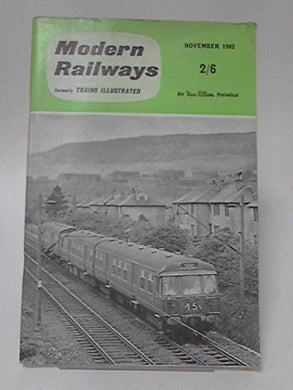 Modern
Railways
formerly TRAINS ILLUSTRATED
NOVEMBER 1962
2/6
An Ian Allan Periodical